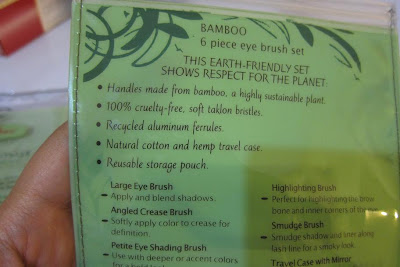 BAMBOO
6 piece eye brush set
THIS EARTH-FRIENDLY SET
SHOWS RESPECT FOR THE PLANET:
• Handles made from bamboo, a highly sustainable plant.
• 100% cruelty-free, soft taklon bristles.
• Recycled aluminum ferrules.
• Natural cotton and hemp travel case.
• Reusable storage pouch.
Large Eye Brush
Apply and blend shadows.
Angled Crease Brush
Softly apply color to crease for
definition.
Petite Eye Shading Brush
Use with deeper or accent colors
Highlighting Brush
Perfect for highlighting the brow
bone and inner corners of the
Smudge Brush
Smudge shadow and liner along
lash line for a smoky look.
Travel Case with Mirror